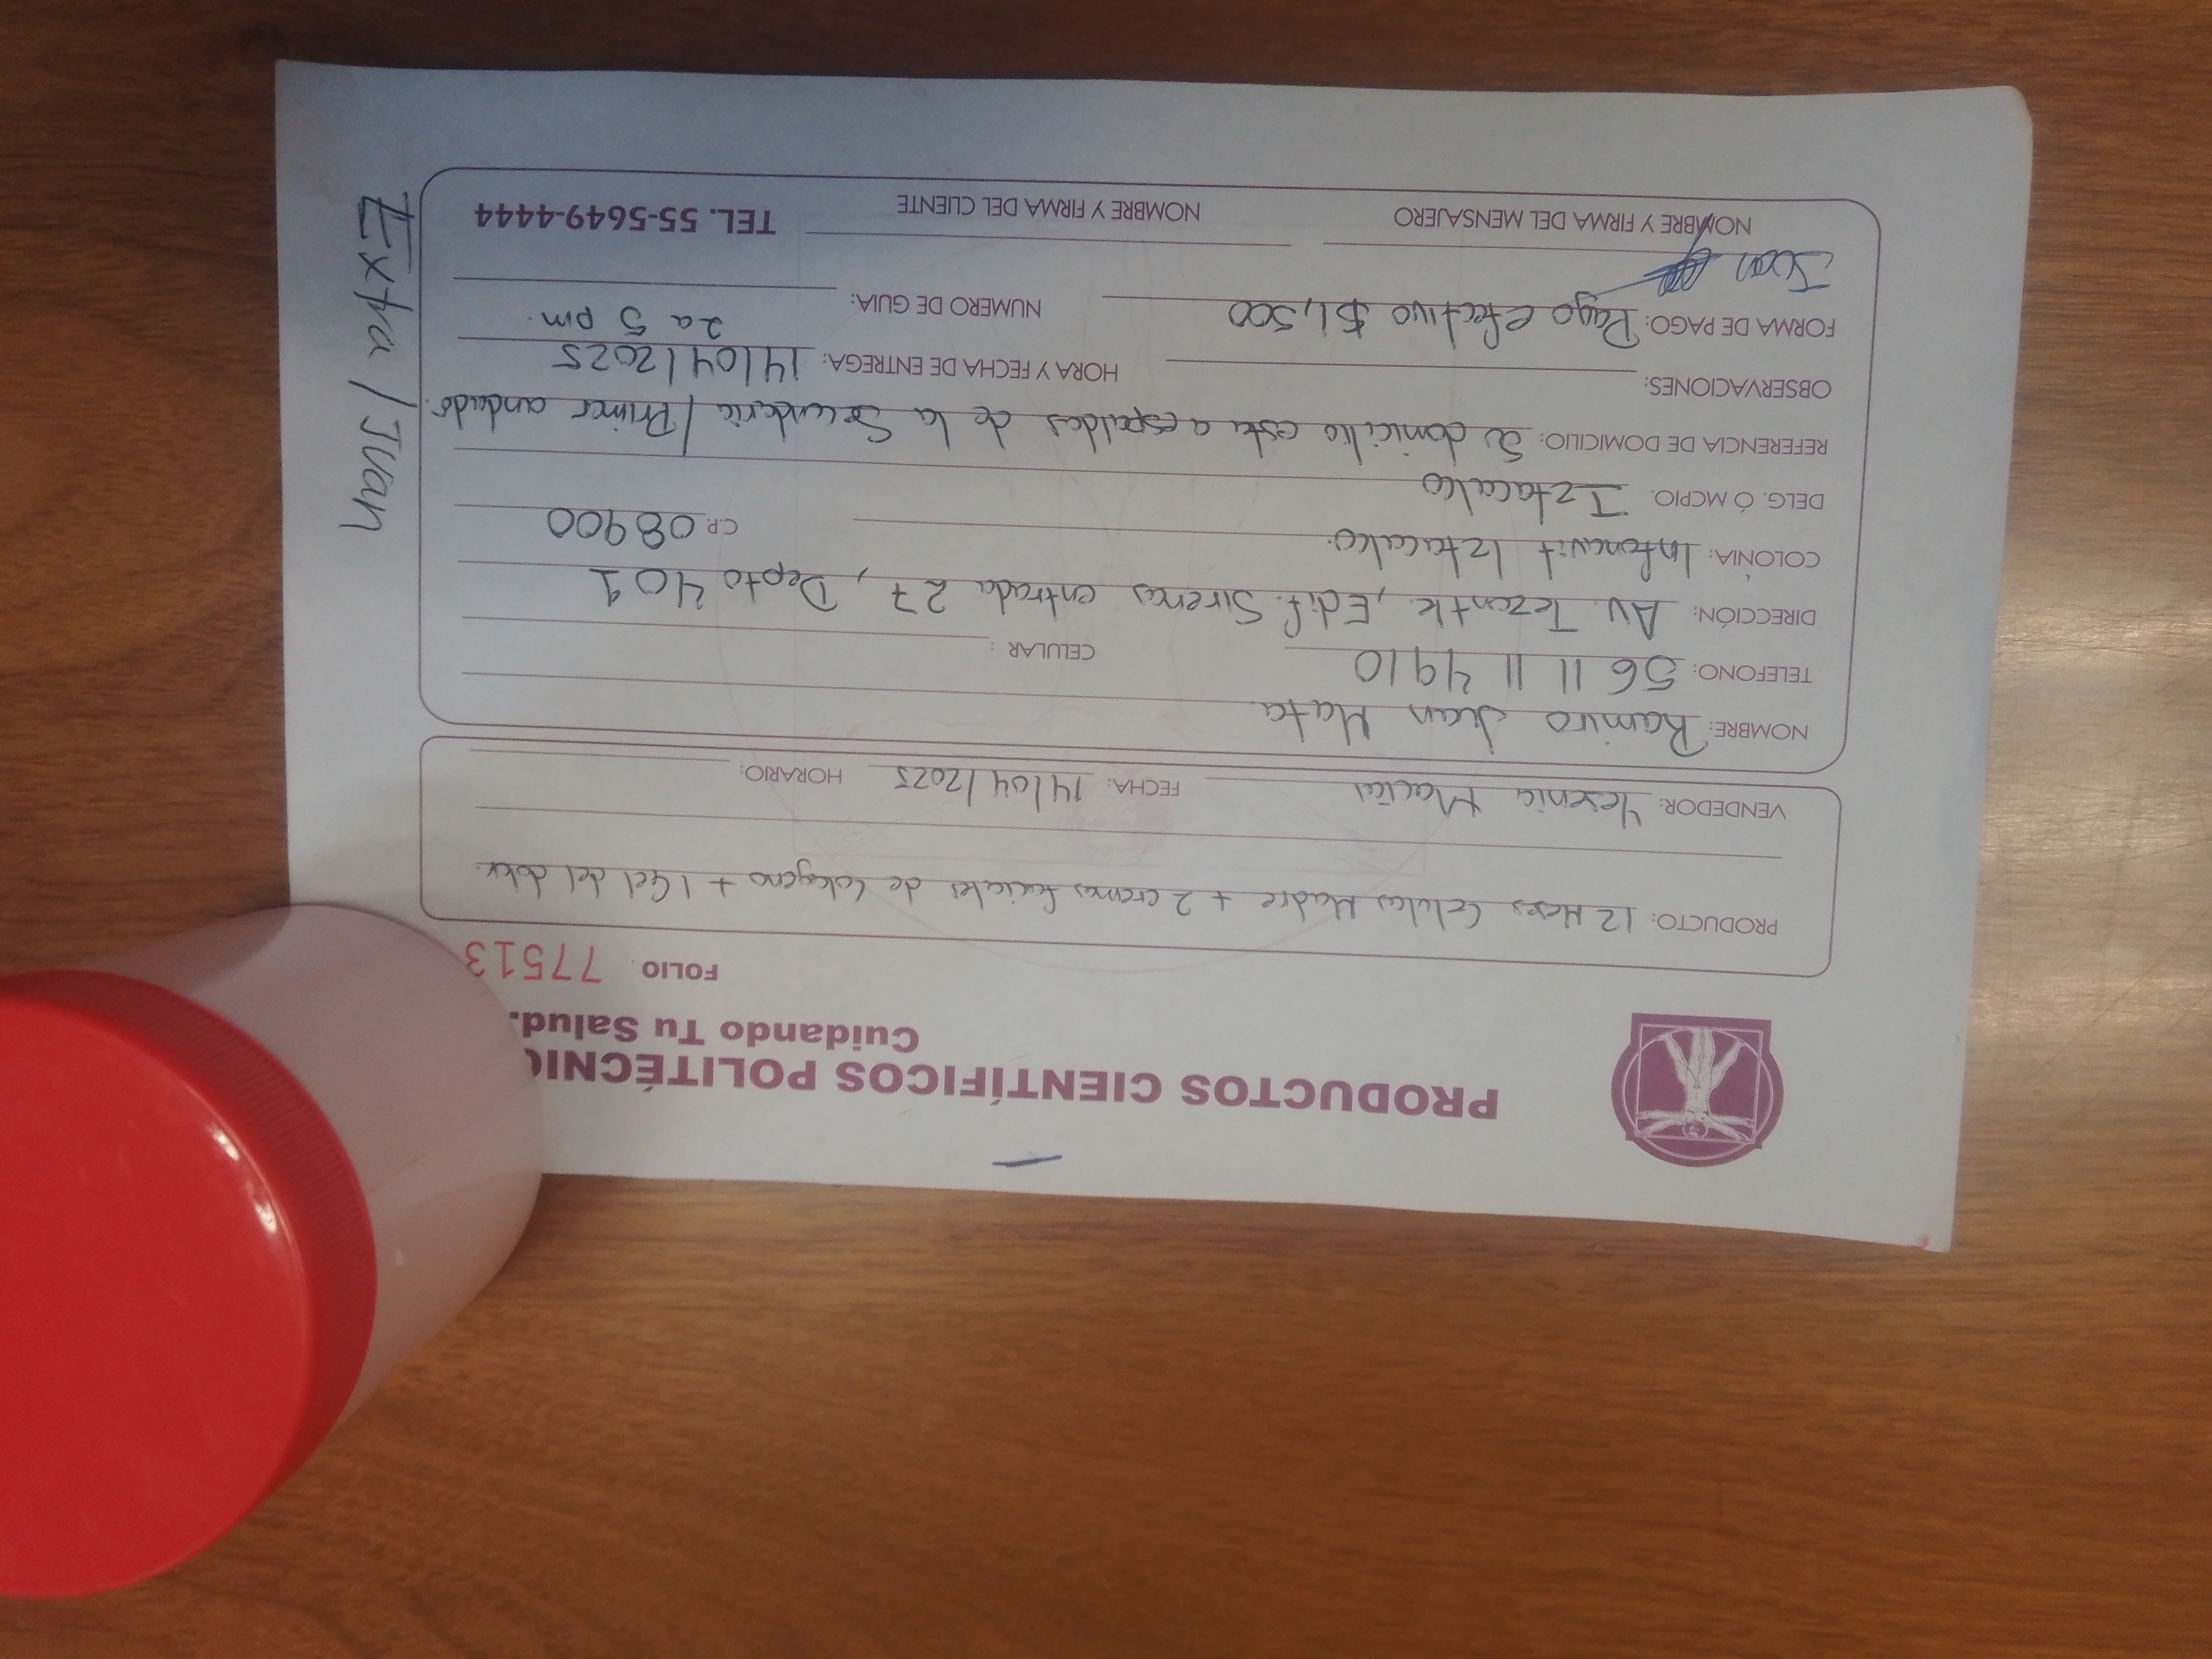 PRODUCTOS CIENTÍFICOS POLITÉCNI
Cuidando Tu Salud.
FOLIO 77513
PRODUCTO: 12 Meses Celulas Madre + 2 cremas faciales de Colageno + 1 Gel del dolor.
VENDEDOR: Yesenia Macias FECHA: 14/04/2025 HORARIO:
NOMBRE: Ramiro Jean Mata
TELEFONO: 56 11 11 4910 CELULAR :
DIRECCIÓN: Av. Tezontle, Edif. Sirenas entrada 27, Depto 401
COLONIA: Infonavit Iztacalco. C.P. 08900
DELG. Ó MCPIO. Iztacalco
REFERENCIA DE DOMICILIO: Su domicilio esta a espaldas de la Secundaria / Primer andado.
OBSERVACIONES: HORA Y FECHA DE ENTREGA: 14/04/2025
2 a 5 pm.
FORMA DE PAGO: Pago efectivo $1,500 NUMERO DE GUIA:
Juan
NOMBRE Y FIRMA DEL MENSAJERO NOMBRE Y FIRMA DEL CLIENTE TEL. 55-5649-4444
Extra / Juan